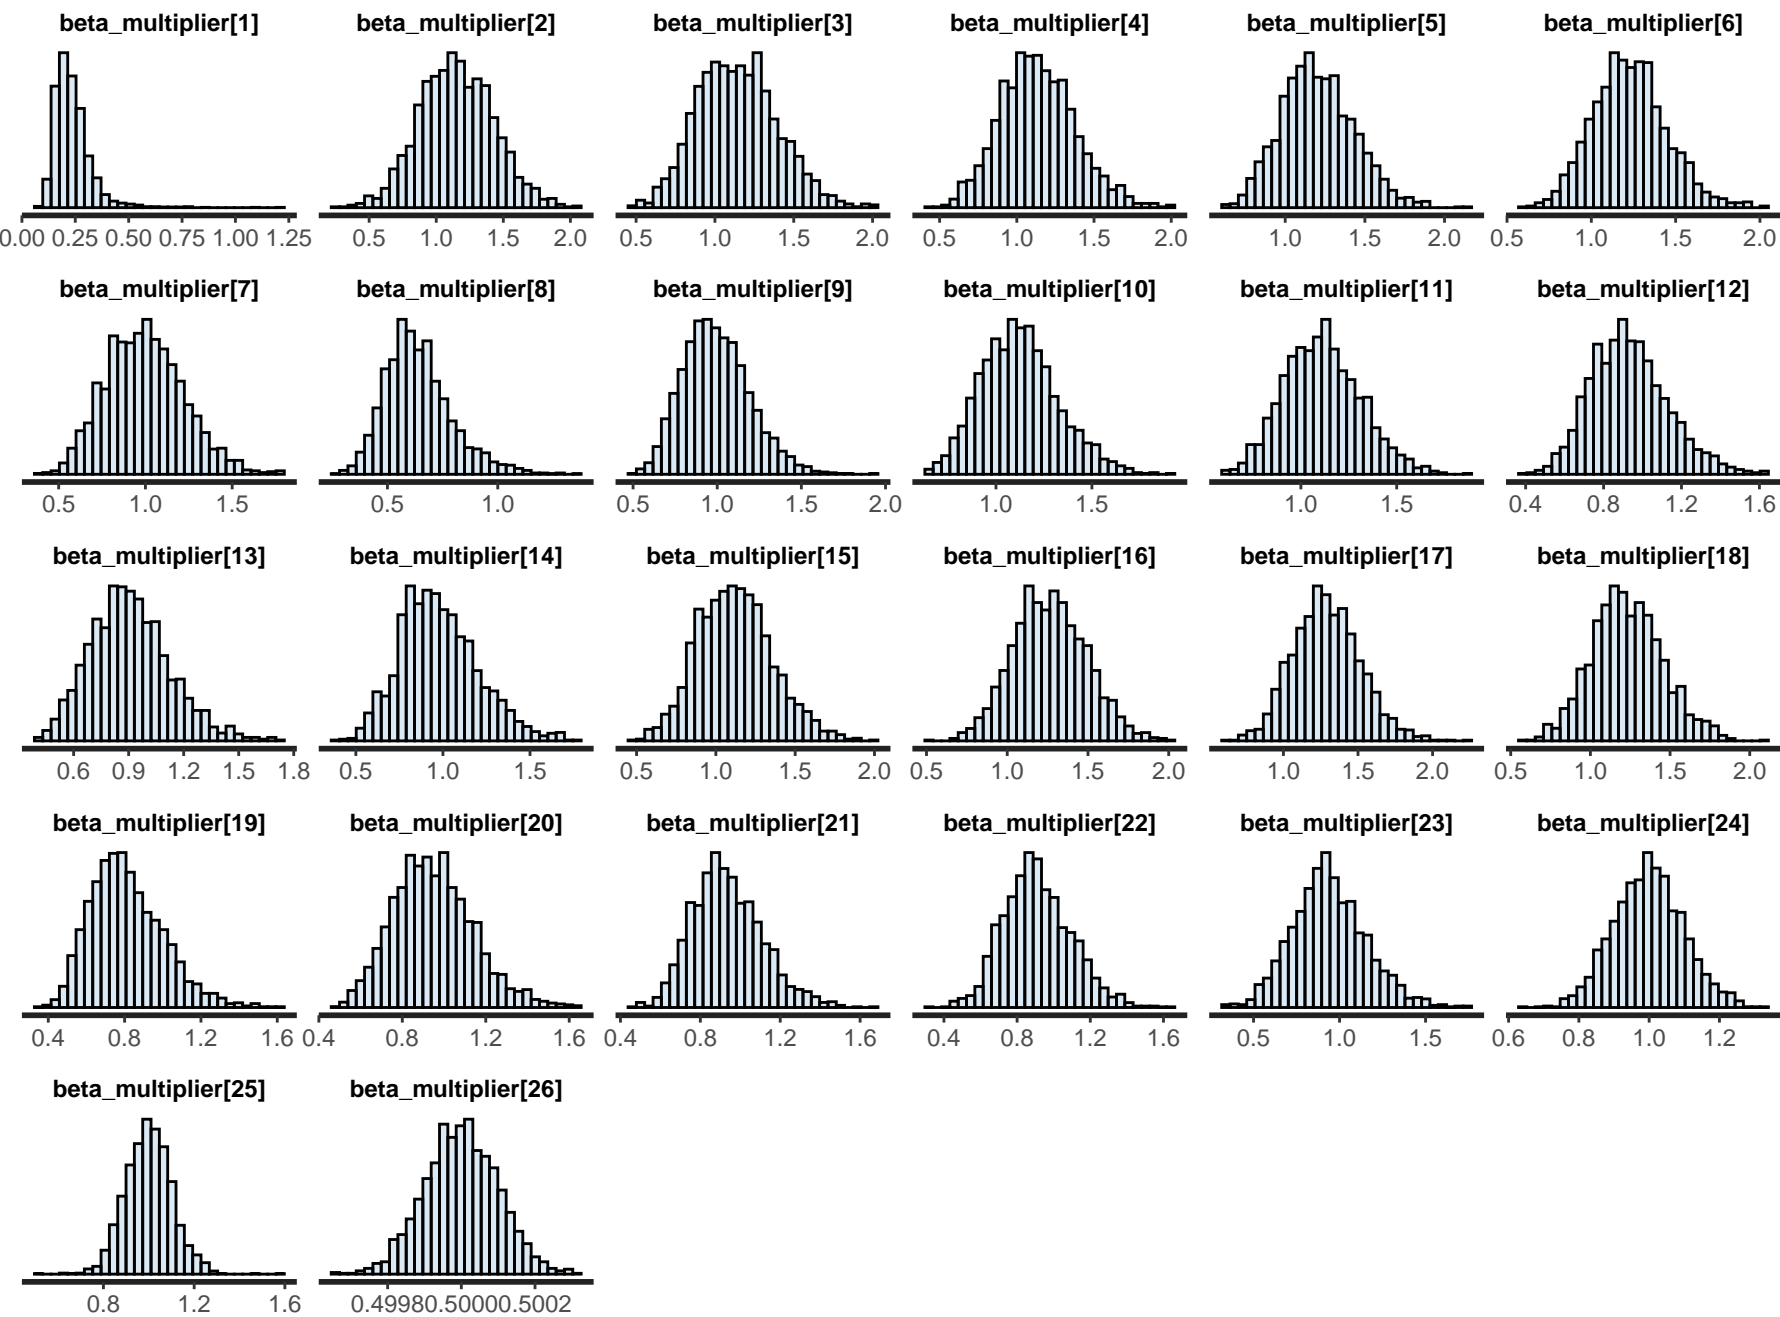 beta_multiplier[1] beta_multiplier[2] beta_multiplier[3] beta_multiplier[4] beta_multiplier[5] beta_multiplier[6]
0.00 0.25 0.50 0.75 1.00 1.25 0.5 1.0 1.5 2.0 0.5 1.0 1.5 2.0 0.5 1.0 1.5 2.0 1.0 1.5 2.0 0.5 1.0 1.5 2.0
beta_multiplier[7] beta_multiplier[8] beta_multiplier[9] beta_multiplier[10] beta_multiplier[11] beta_multiplier[12]
0.5 1.0 1.5 0.5 1.0 0.5 1.0 1.5 2.0 1.0 1.5 1.0 1.5 0.4 0.8 1.2 1.6
beta_multiplier[13] beta_multiplier[14] beta_multiplier[15] beta_multiplier[16] beta_multiplier[17] beta_multiplier[18]
0.6 0.9 1.2 1.5 1.8 0.5 1.0 1.5 0.5 1.0 1.5 2.0 0.5 1.0 1.5 2.0 1.0 1.5 2.0 0.5 1.0 1.5 2.0
beta_multiplier[19] beta_multiplier[20] beta_multiplier[21] beta_multiplier[22] beta_multiplier[23] beta_multiplier[24]
0.4 0.8 1.2 1.6 0.4 0.8 1.2 1.6 0.4 0.8 1.2 1.6 0.4 0.8 1.2 1.6 0.5 1.0 1.5 0.6 0.8 1.0 1.2
beta_multiplier[25] beta_multiplier[26]
0.8 1.2 1.6 0.4998 0.5000 0.5002